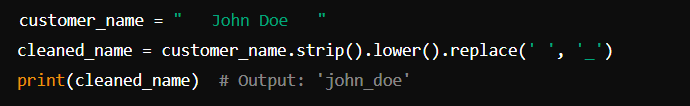 customer_name = "   John Doe   "
cleaned_name = customer_name.strip().lower().replace(' ', '_')
print(cleaned_name)  # Output: 'john_doe'